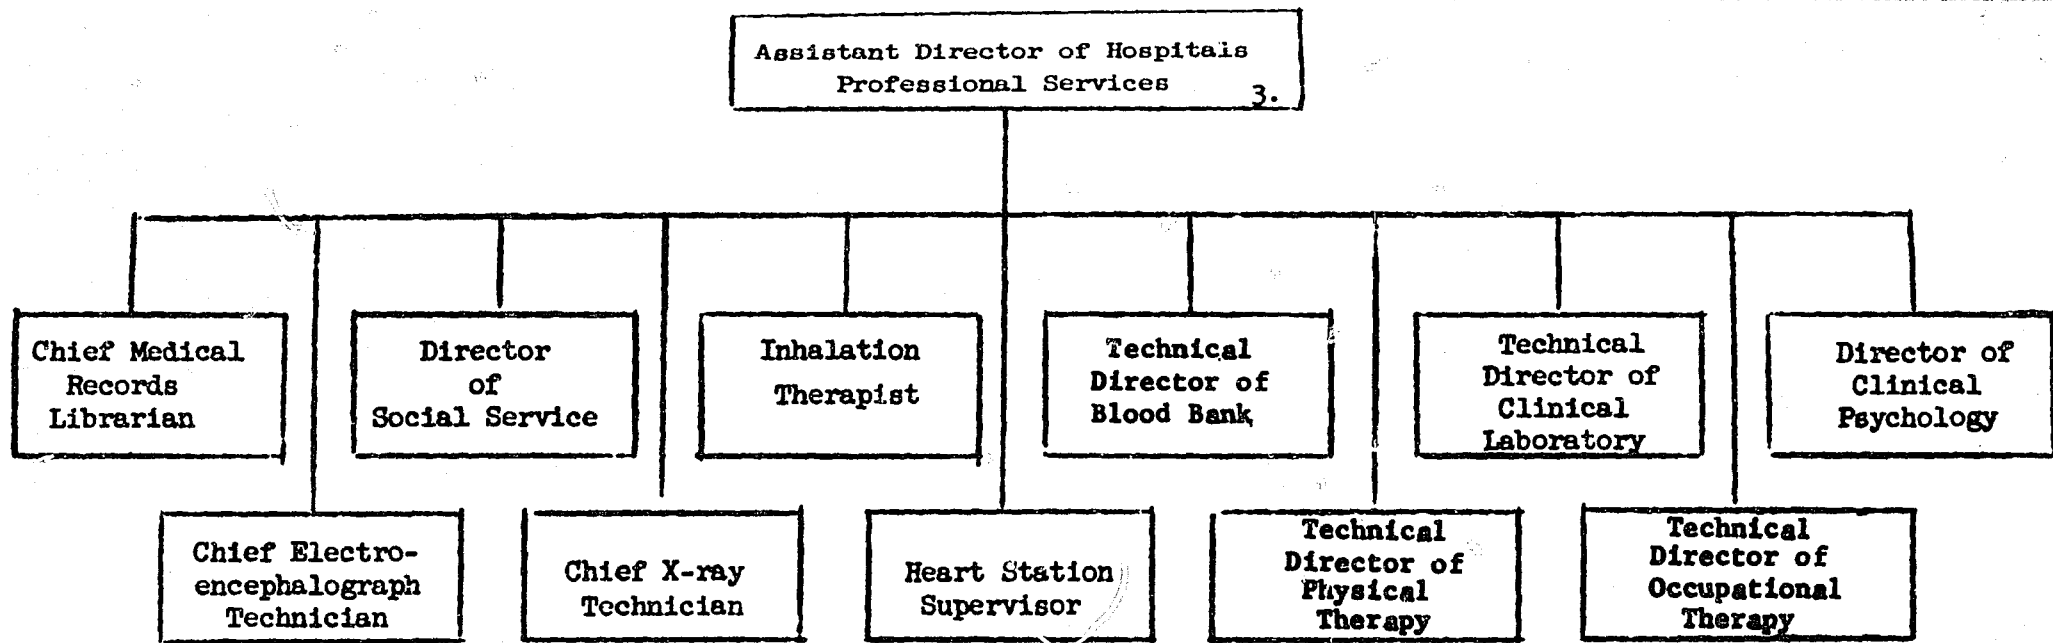 Assistant Director of Hospitals
Professional Services
3.
Chief Medical
Records
Librarian
Director
of
Social Service
Inhalation
Therapist
Technical
Director of
Blood Bank
Technical
Director of
Clinical
Laboratory
Director of
Clinical
Psychology
Chief Electro-
encephalograph
Technician
Chief X-ray
Technician
Heart Station
Supervisor
Technical
Director of
Physical
Therapy
Technical
Director of
Occupational
Therapy